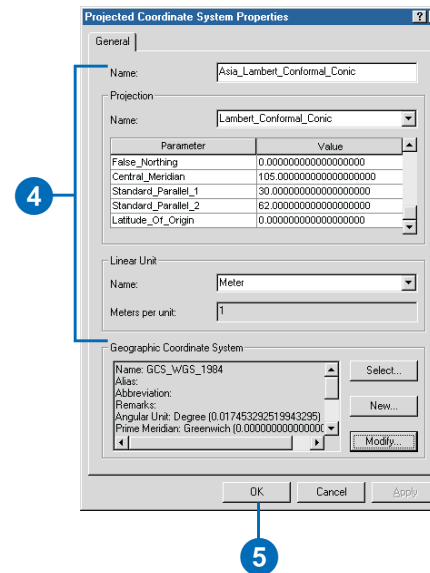 Projected Coordinate System Properties ?
General
Name: Asia_Lambert_Conformal_Conic
Projection
Name: Lambert_Conformal_Conic
Parameter Value
False_Northing 0.000000000000000000
Central_Meridian 105.000000000000000000
Standard_Parallel_1 30.000000000000000000
Standard_Parallel_2 62.000000000000000000
Latitude_Of_Origin 0.000000000000000000
4
Linear Unit
Name: Meter
Meters per unit: 1
Geographic Coordinate System
Name: GCS_WGS_1984
Alias:
Abbreviation:
Remarks:
Angular Unit: Degree (0.017453292519943295)
Prime Meridian: Greenwich (0.00000000000000
Select...
New...
Modify...
OK Cancel Apply
5